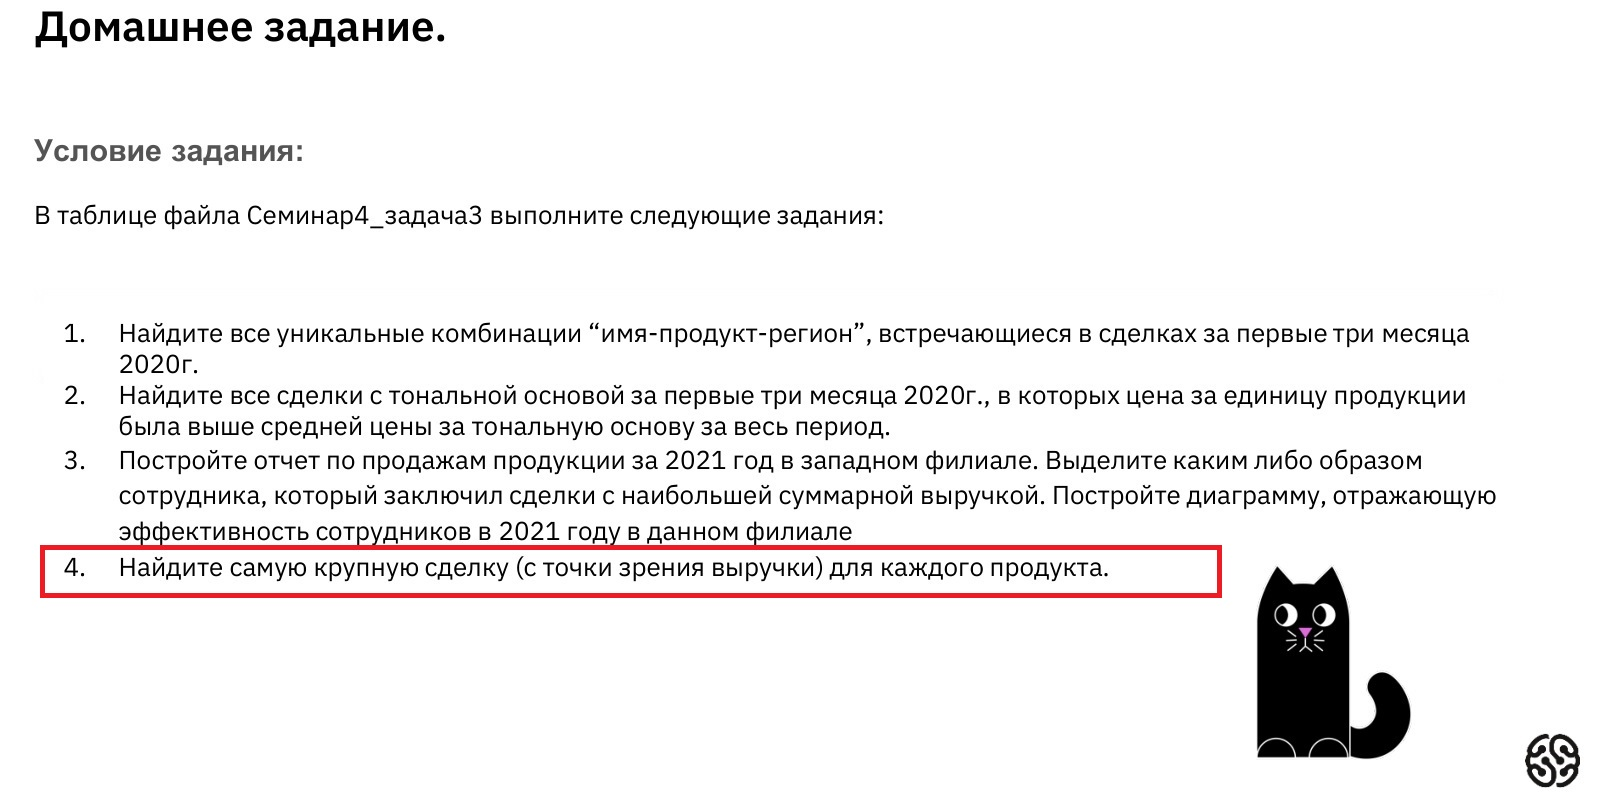 Домашнее задание.
Условие задания:
В таблице файла Семинар4_задача3 выполните следующие задания:
1. Найдите все уникальные комбинации “имя-продукт-регион”, встречающиеся в сделках за первые три месяца
2020г.
2. Найдите все сделки с тональной основой за первые три месяца 2020г., в которых цена за единицу продукции
была выше средней цены за тональную основу за весь период.
3. Постройте отчет по продажам продукции за 2021 год в западном филиале. Выделите каким либо образом
сотрудника, который заключил сделки с наибольшей суммарной выручкой. Постройте диаграмму, отражающую
эффективность сотрудников в 2021 году в данном филиале
4. Найдите самую крупную сделку (с точки зрения выручки) для каждого продукта.